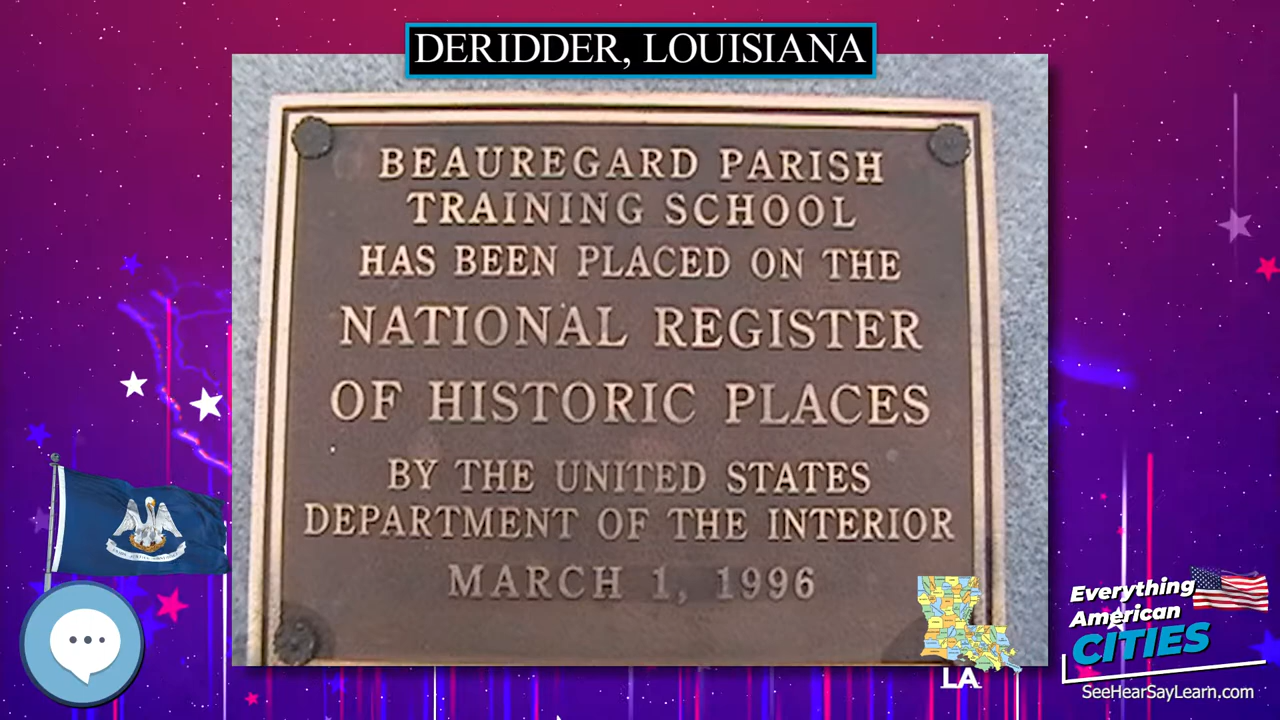 DERIDDER, LOUISIANA
BEAUREGARD PARISH
TRAINING SCHOOL
HAS BEEN PLACED ON THE
NATIONAL REGISTER
OF HISTORIC PLACES
BY THE UNITED STATES
DEPARTMENT OF THE INTERIOR
MARCH 1, 1996
LA
Everything
American
CITIES
SeeHearSayLearn.com